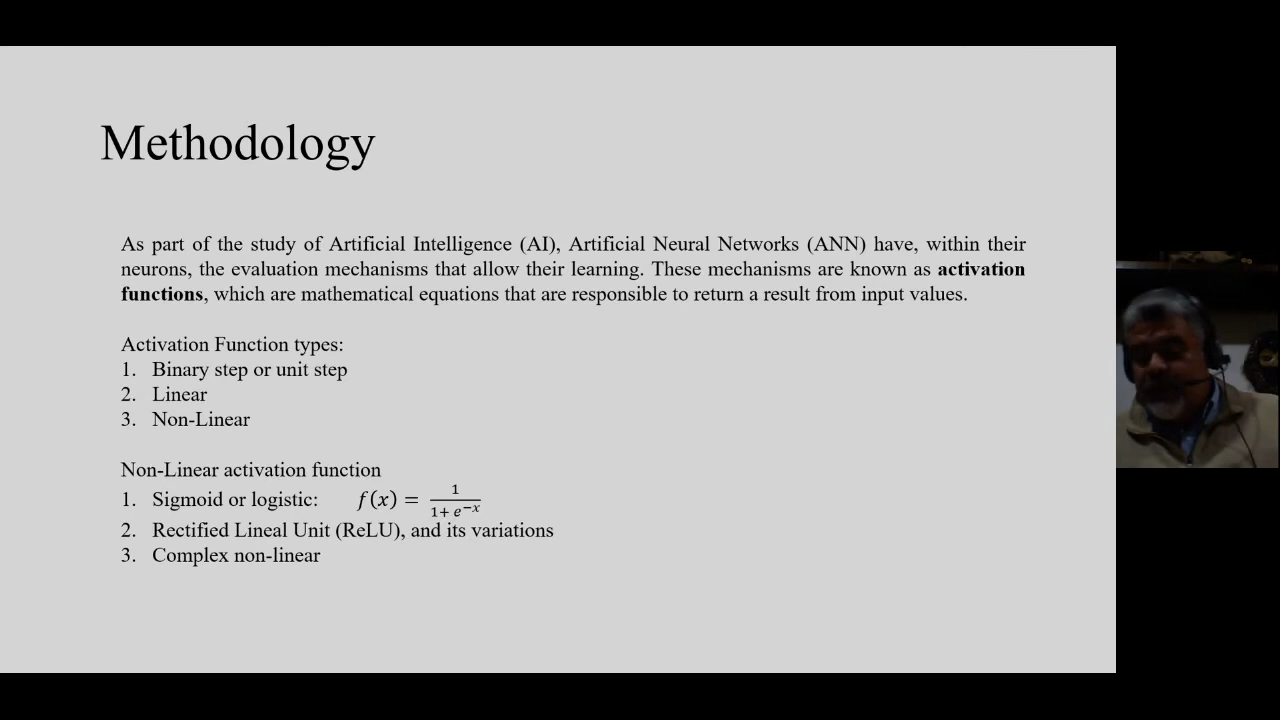 Methodology
As part of the study of Artificial Intelligence (AI), Artificial Neural Networks (ANN) have, within their
neurons, the evaluation mechanisms that allow their learning. These mechanisms are known as activation
functions, which are mathematical equations that are responsible to return a result from input values.
Activation Function types:
1. Binary step or unit step
2. Linear
3. Non-Linear
Non-Linear activation function
1. Sigmoid or logistic: f(x) = 1 / (1+ e^−x)
2. Rectified Lineal Unit (ReLU), and its variations
3. Complex non-linear